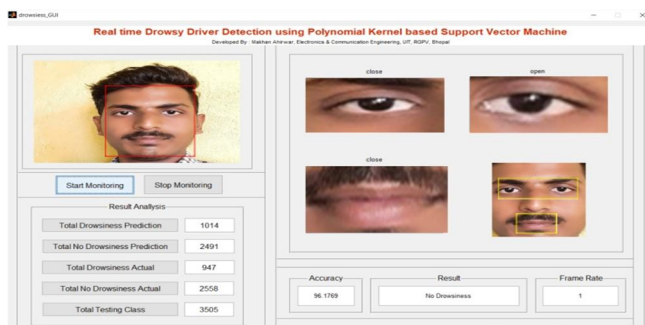 drowsiess_GUI
Real time Drowsy Driver Detection using Polynomial Kernel based Support Vector Machine
Developed By : Makhan Ahirwar, Electronics & Communication Engineering, UIT, RGPV, Bhopal
close
open
close
Start Monitoring
Stop Monitoring
Result Analysis
Total Drowsiness Prediction
1014
Total No Drowsiness Prediction
2491
Total Drowsiness Actual
947
Total No Drowsiness Actual
2558
Total Testing Class
3505
Accuracy
96.1769
Result
No Drowsiness
Frame Rate
1